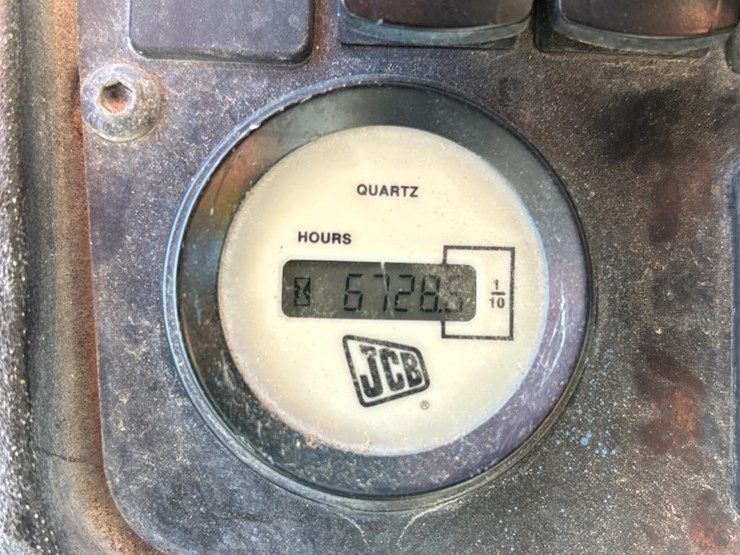 QUARTZ
HOURS
6728.5
1/10
JCB
®